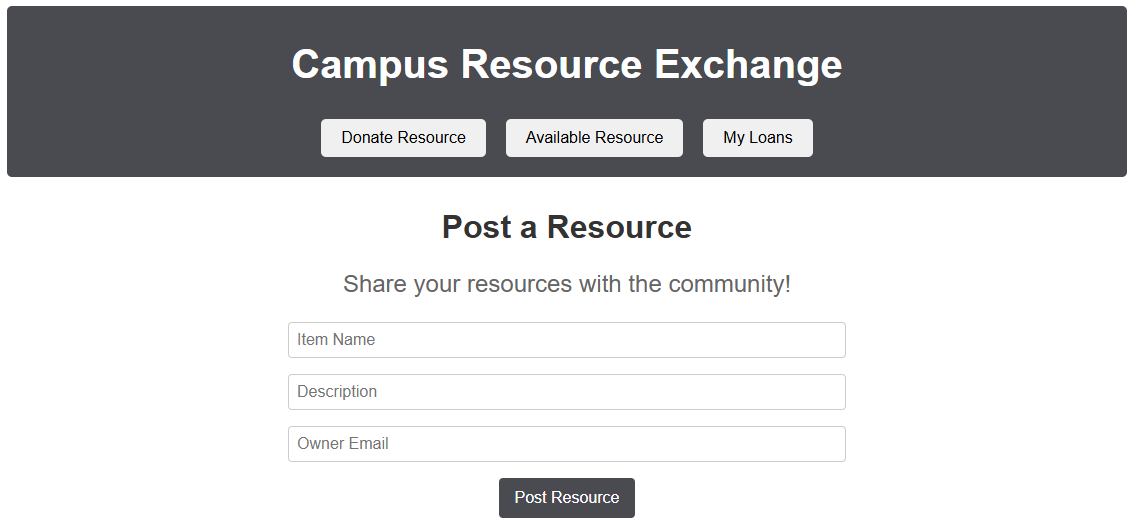 Campus Resource Exchange
Donate Resource Available Resource My Loans
Post a Resource
Share your resources with the community!
Item Name
Description
Owner Email
Post Resource